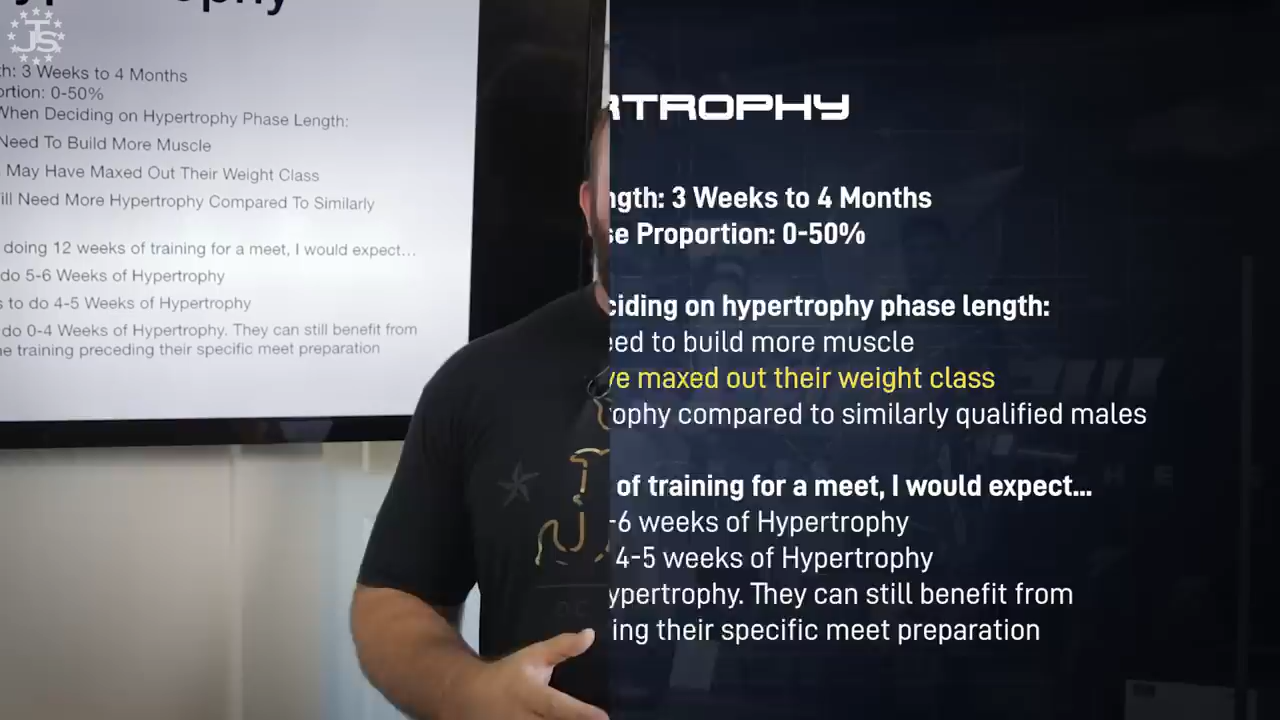 JS
th: 3 Weeks to 4 Months
ortion: 0-50%
When Deciding on Hypertrophy Phase Length:
Need To Build More Muscle
May Have Maxed Out Their Weight Class
ill Need More Hypertrophy Compared To Similarly
doing 12 weeks of training for a meet, I would expect...
do 5-6 Weeks of Hypertrophy
s to do 4-5 Weeks of Hypertrophy
do 0-4 Weeks of Hypertrophy. They can still benefit from
e training preceding their specific meet preparation
RTROPHY
ngth: 3 Weeks to 4 Months
se Proportion: 0-50%
ciding on hypertrophy phase length:
eed to build more muscle
ve maxed out their weight class
rophy compared to similarly qualified males
of training for a meet, I would expect...
-6 weeks of Hypertrophy
4-5 weeks of Hypertrophy
ypertrophy. They can still benefit from
ing their specific meet preparation